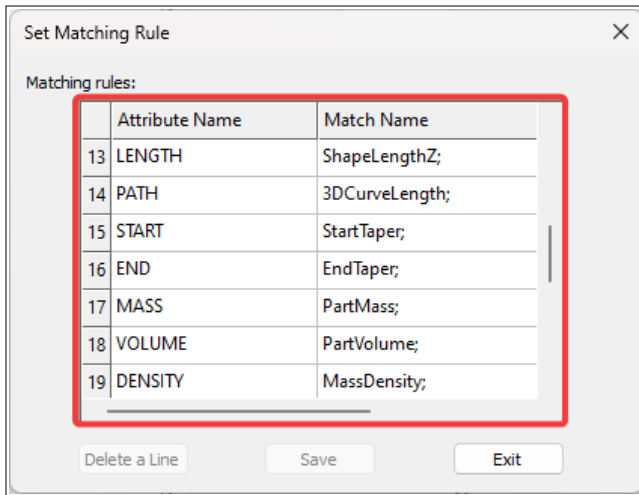 Set Matching Rule
Matching rules:
Attribute Name Match Name
13 LENGTH ShapeLengthZ;
14 PATH 3DCurveLength;
15 START StartTaper;
16 END EndTaper;
17 MASS PartMass;
18 VOLUME PartVolume;
19 DENSITY MassDensity;
Delete a Line Save Exit